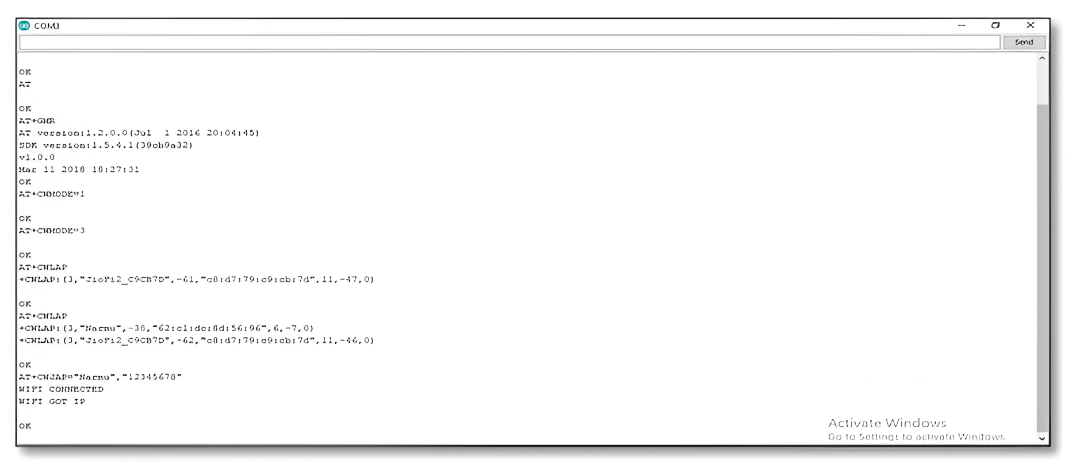 COM3
Send
OK
AT
OK
AT+GMR
AT version:1.2.0.0(Jul 1 2016 20:04:45)
SDK version:1.5.4.1(39cb9a32)
v1.0.0
Mar 11 2018 18:27:31
OK
AT+CWMODE=1
OK
AT+CWMODE=3
OK
AT+CWLAP
+CWLAP:(3,"JioFi2_C9CB7D",-61,"c8:d7:79:c9:cb:7d",11,-47,0)
OK
AT+CWLAP
+CWLAP:(3,"Narmu",-38,"62:c1:dc:8d:56:96",6,-7,0)
+CWLAP:(3,"JioFi2_C9CB7D",-62,"c8:d7:79:c9:cb:7d",11,-46,0)
OK
AT+CWJAP="Narmu","12345678"
WIFI CONNECTED
WIFI GOT IP
OK
Activate Windows
Go to Settings to activate Windows.